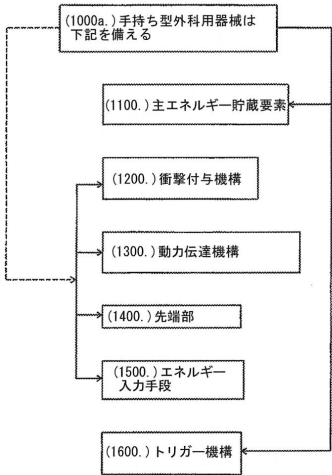 (1000a.)手持ち型外科用器械は
下記を備える
(1100.)主エネルギー貯蔵要素
(1200.)衝撃付与機構
(1300.)動力伝達機構
(1400.)先端部
(1500.)エネルギー
入力手段
(1600.)トリガー機構